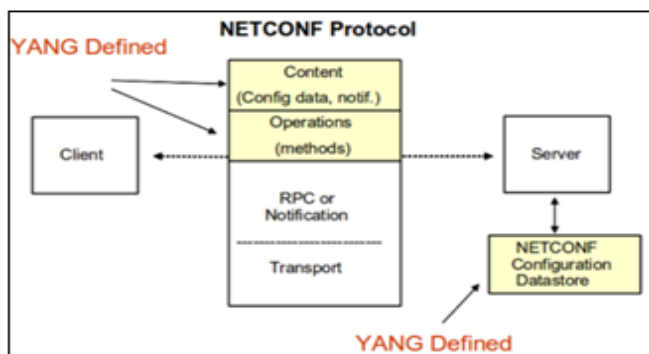 NETCONF Protocol
YANG Defined
Content
(Config data, notif.)
Operations
(methods)
Client
Server
RPC or
Notification
Transport
NETCONF
Configuration
Datastore
YANG Defined